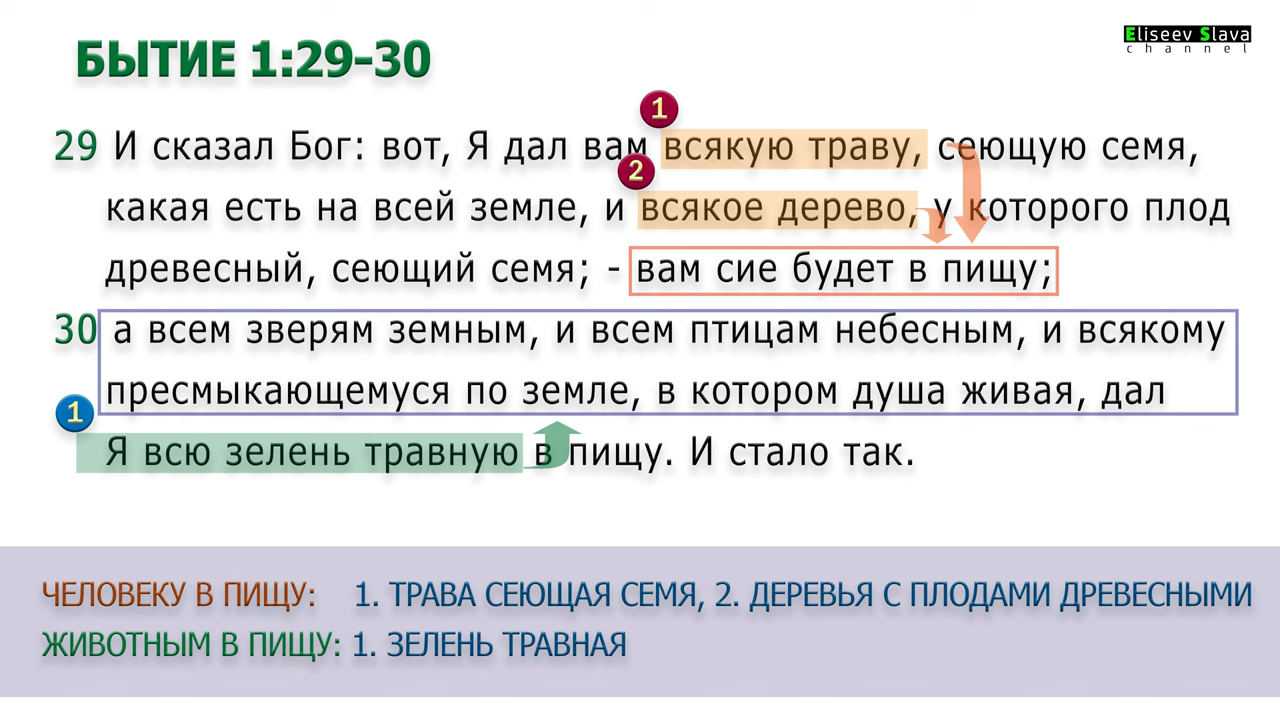 БЫТИЕ 1:29-30
Eliseev Slava
channel
1
29 И сказал Бог: вот, Я дал вам всякую траву, сеющую семя,
2
какая есть на всей земле, и всякое дерево, у которого плод
древесный, сеющий семя; - вам сие будет в пищу;
30 а всем зверям земным, и всем птицам небесным, и всякому
пресмыкающемуся по земле, в котором душа живая, дал
1
Я всю зелень травную в пищу. И стало так.
ЧЕЛОВЕКУ В ПИЩУ: 1. ТРАВА СЕЮЩАЯ СЕМЯ, 2. ДЕРЕВЬЯ С ПЛОДАМИ ДРЕВЕСНЫМИ
ЖИВОТНЫМ В ПИЩУ: 1. ЗЕЛЕНЬ ТРАВНАЯ